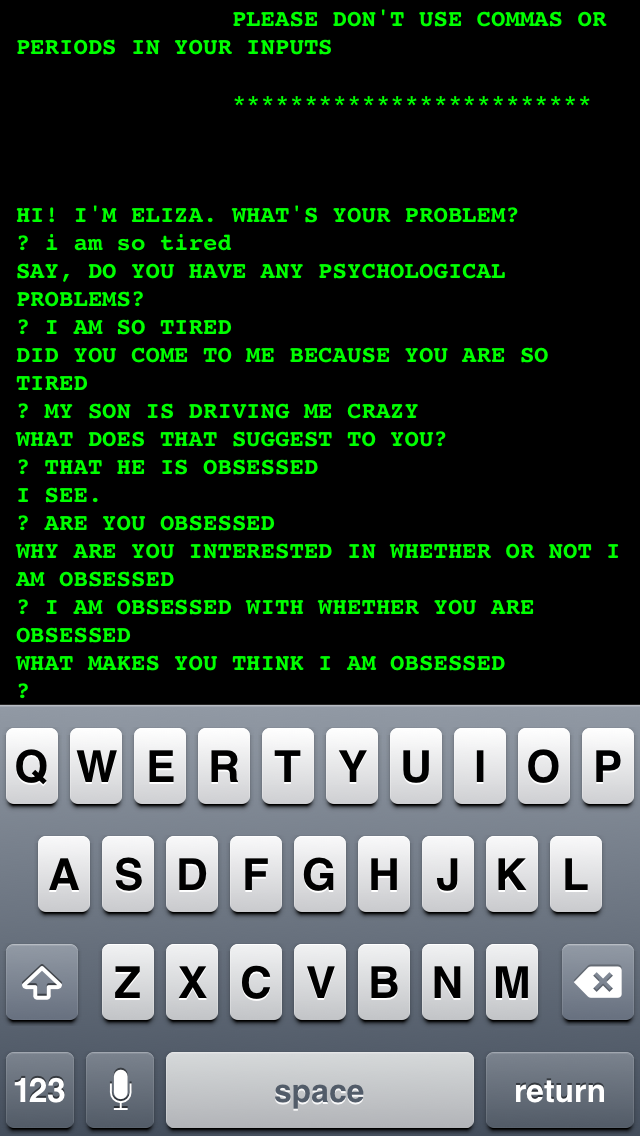 PLEASE DON'T USE COMMAS OR
PERIODS IN YOUR INPUTS
*************************
HI! I'M ELIZA. WHAT'S YOUR PROBLEM?
? i am so tired
SAY, DO YOU HAVE ANY PSYCHOLOGICAL
PROBLEMS?
? I AM SO TIRED
DID YOU COME TO ME BECAUSE YOU ARE SO
TIRED
? MY SON IS DRIVING ME CRAZY
WHAT DOES THAT SUGGEST TO YOU?
? THAT HE IS OBSESSED
I SEE.
? ARE YOU OBSESSED
WHY ARE YOU INTERESTED IN WHETHER OR NOT I
AM OBSESSED
? I AM OBSESSED WITH WHETHER YOU ARE
OBSESSED
WHAT MAKES YOU THINK I AM OBSESSED
?
Q W E R T Y U I O P
A S D F G H J K L
Z X C V B N M
123 space return